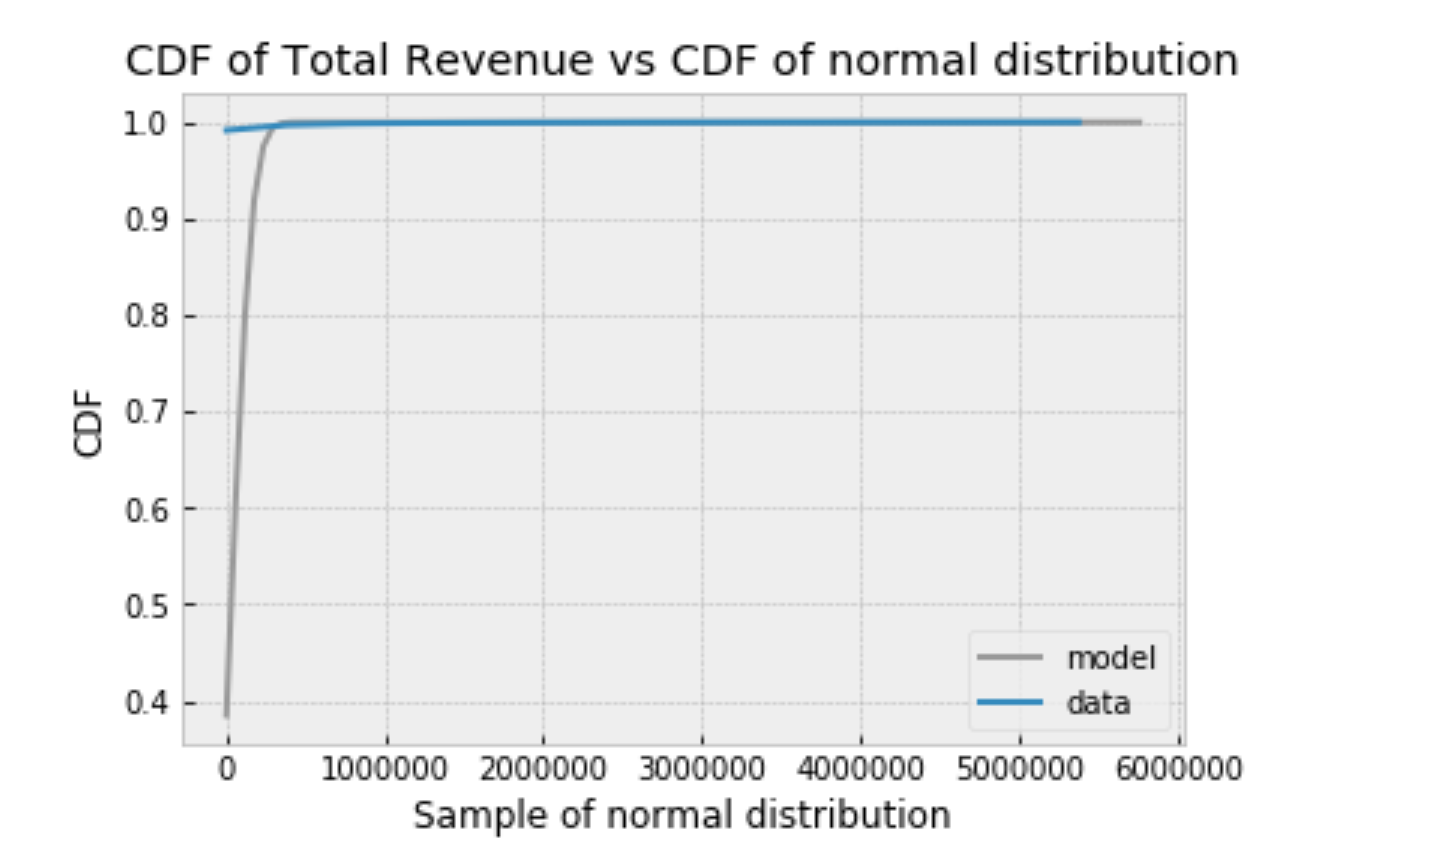 CDF of Total Revenue vs CDF of normal distribution
1.0
0.9
0.8
0.7
0.6
0.5
0.4
CDF
model
data
0 1000000 2000000 3000000 4000000 5000000 6000000
Sample of normal distribution